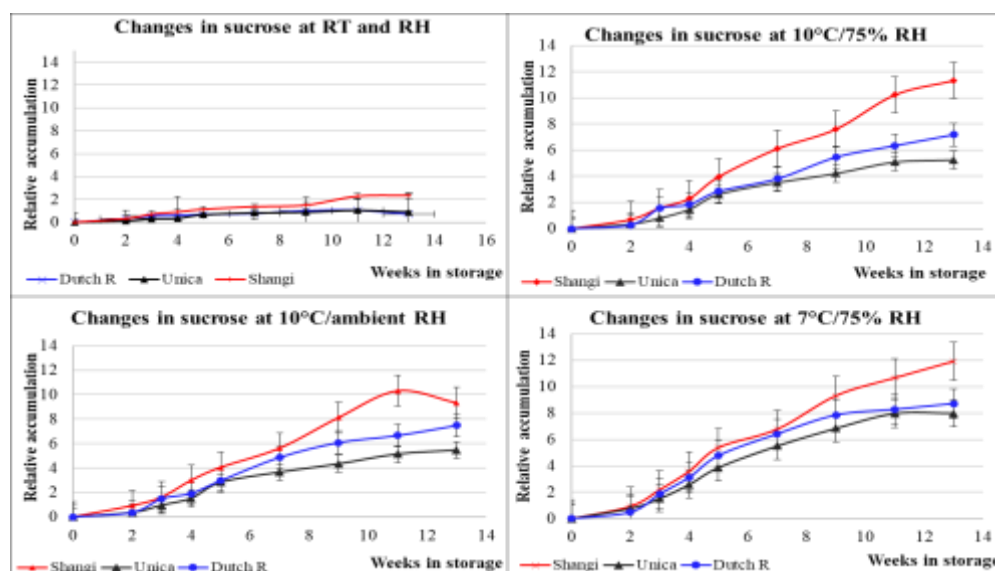 Changes in sucrose at RT and RH
Relative accumulation
14
12
10
8
6
4
2
0
0 2 4 6 8 10 12 14 16
Weeks in storage
Dutch R Unica Shangi
Changes in sucrose at 10°C/75% RH
Relative accumulation
14
12
10
8
6
4
2
0
0 2 4 6 8 10 12 14
Weeks in storage
Shangi Unica Dutch R
Changes in sucrose at 10°C/ambient RH
Relative accumulation
14
12
10
8
6
4
2
0
0 2 4 6 8 10 12 14
Weeks in storage
Shangi Unica Dutch R
Changes in sucrose at 7°C/75% RH
Relative accumulation
14
12
10
8
6
4
2
0
0 2 4 6 8 10 12 14
Weeks in storage
Shangi Unica Dutch R